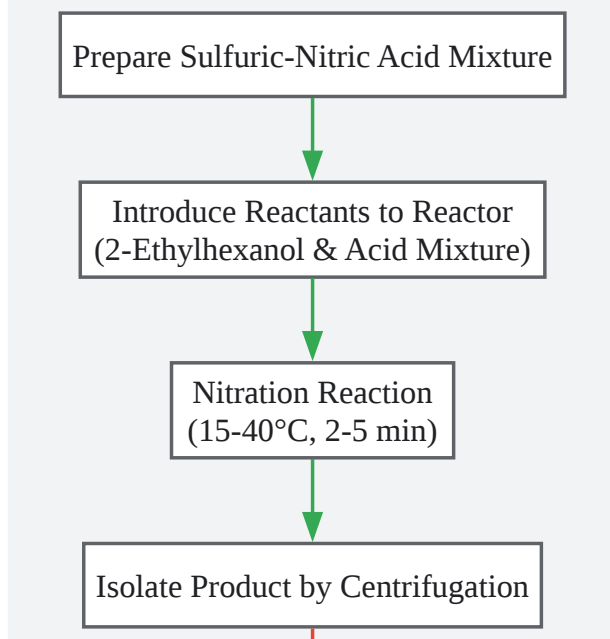 Prepare Sulfuric-Nitric Acid Mixture
Introduce Reactants to Reactor
(2-Ethylhexanol & Acid Mixture)
Nitration Reaction
(15-40°C, 2-5 min)
Isolate Product by Centrifugation